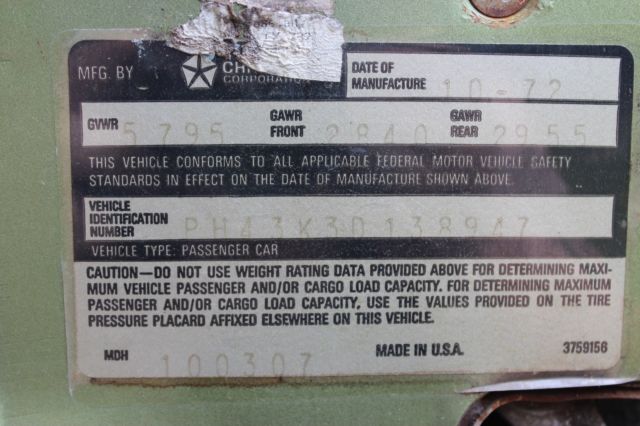 MFG. BY
CORPORATION
DATE OF
MANUFACTURE 10-72
GVWR 5795 GAWR FRONT 2840 GAWR REAR 2955
THIS VEHICLE CONFORMS TO ALL APPLICABLE FEDERAL MOTOR VEHICLE SAFETY
STANDARDS IN EFFECT ON THE DATE OF MANUFACTURE SHOWN ABOVE.
VEHICLE
IDENTIFICATION
NUMBER PH43K3D138947
VEHICLE TYPE: PASSENGER CAR
CAUTION—DO NOT USE WEIGHT RATING DATA PROVIDED ABOVE FOR DETERMINING MAXI-
MUM VEHICLE PASSENGER AND/OR CARGO LOAD CAPACITY. FOR DETERMINING MAXIMUM
PASSENGER AND/OR CARGO LOAD CAPACITY, USE THE VALUES PROVIDED ON THE TIRE
PRESSURE PLACARD AFFIXED ELSEWHERE ON THIS VEHICLE.
MDH 100307 MADE IN U.S.A. 3759156